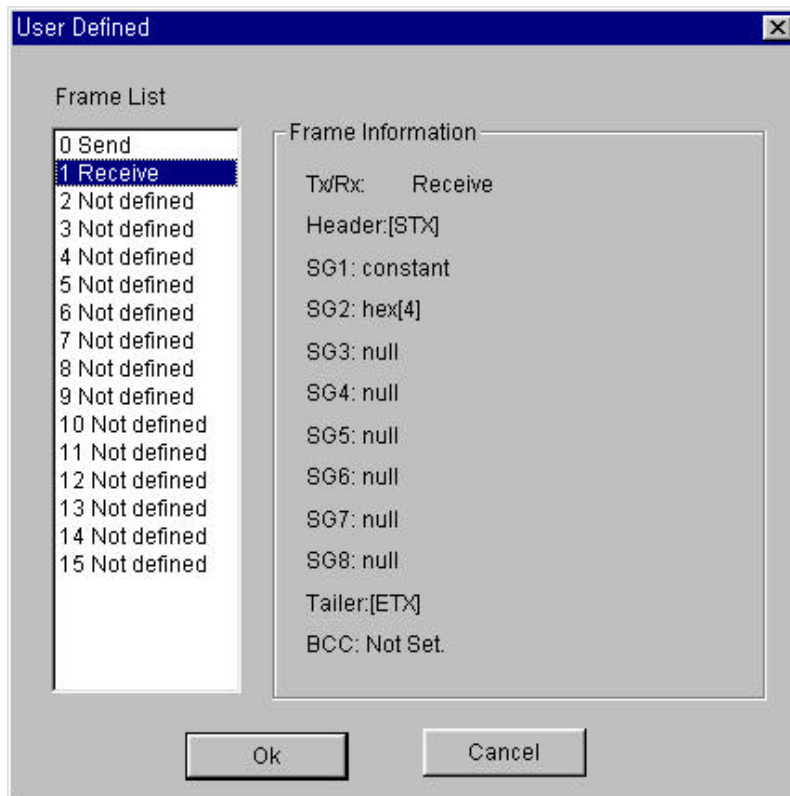 User Defined
Frame List
0 Send
1 Receive
2 Not defined
3 Not defined
4 Not defined
5 Not defined
6 Not defined
7 Not defined
8 Not defined
9 Not defined
10 Not defined
11 Not defined
12 Not defined
13 Not defined
14 Not defined
15 Not defined
Frame Information
Tx/Rx: Receive
Header:[STX]
SG1: constant
SG2: hex[4]
SG3: null
SG4: null
SG5: null
SG6: null
SG7: null
SG8: null
Tailer:[ETX]
BCC: Not Set.
Ok
Cancel